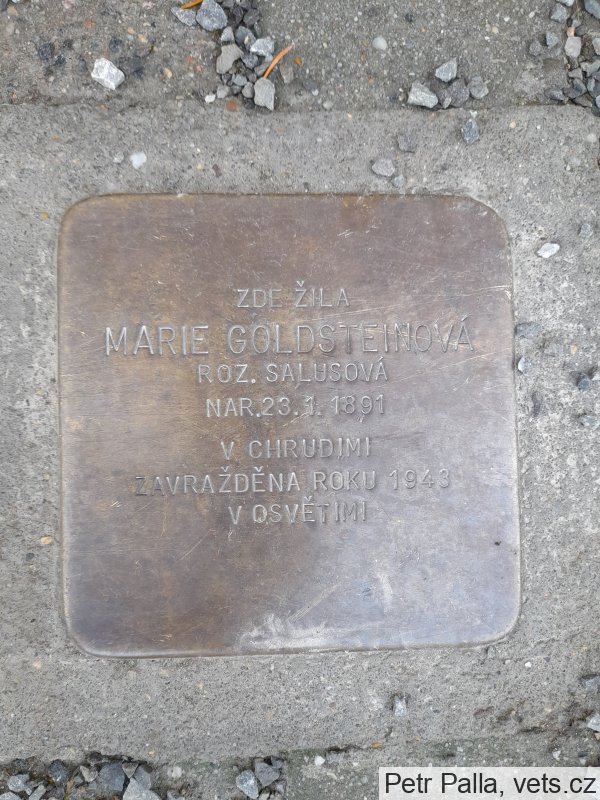 ZDE ŽILA
MARIE GOLDSTEINOVÁ
ROZ. SALUSOVÁ
NAR.23.1. 1891
V CHRUDIMI
ZAVRAŽDĚNA ROKU 1943
V OSVĚTIMI
Petr Palla, vets.cz